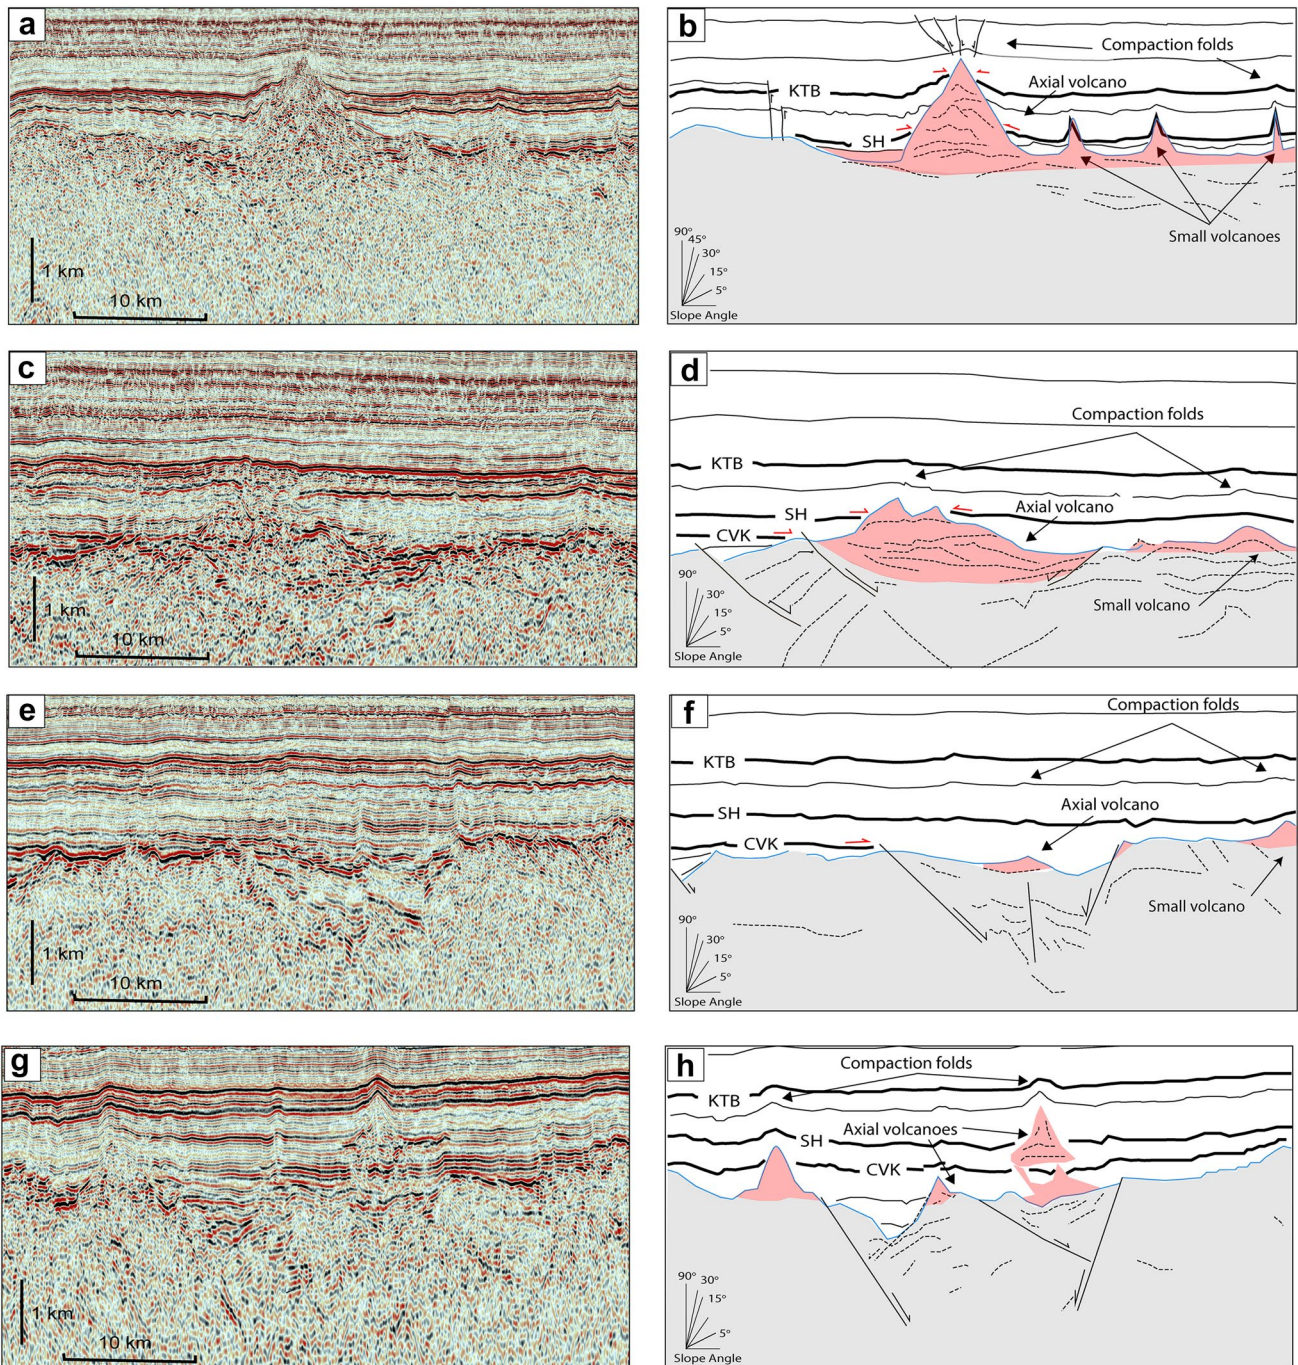 a
1 km
10 km
b
Compaction folds
KTB
Axial volcano
SH
Small volcanoes
90°
45°
30°
15°
5°
Slope Angle
c
1 km
10 km
d
Compaction folds
KTB
SH
Axial volcano
CVK
Small volcano
90°
30°
15°
5°
Slope Angle
e
1 km
10 km
f
Compaction folds
KTB
Axial volcano
SH
CVK
Small volcano
90°
30°
15°
5°
Slope Angle
g
1 km
10 km
h
Compaction folds
KTB
Axial volcanoes
SH
CVK
90° 30°
15°
5°
Slope Angle